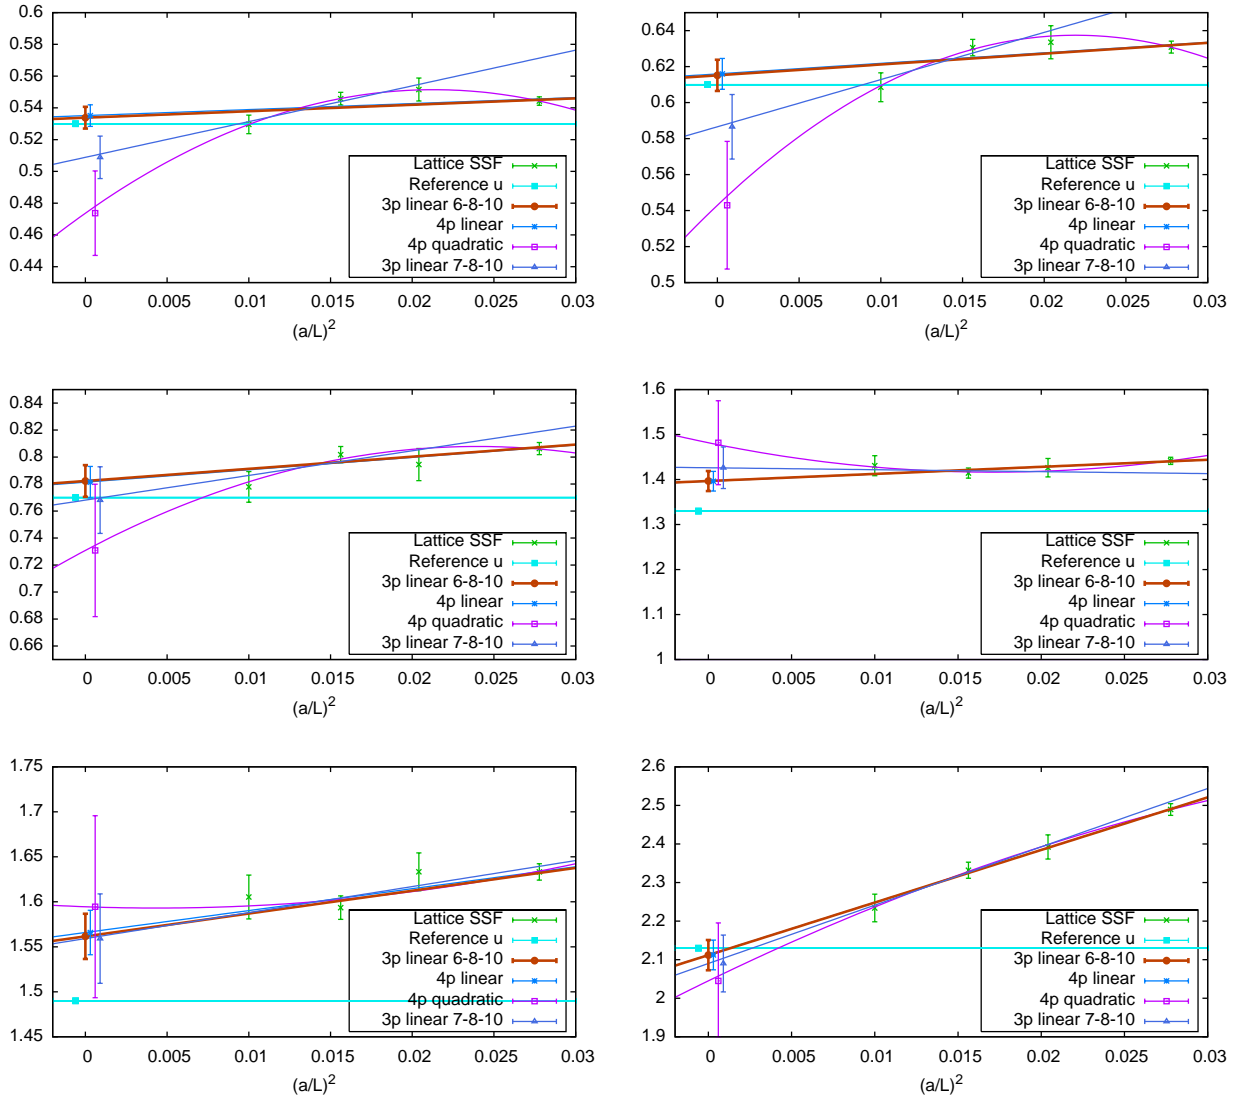 0.6
0.58
0.56
0.54
0.52
0.5
0.48
0.46
0.44
0
0.005
0.01
0.015
0.02
0.025
0.03
(a/L)^2
Lattice SSF
Reference u
3p linear 6-8-10
4p linear
4p quadratic
3p linear 7-8-10
0.64
0.62
0.6
0.58
0.56
0.54
0.52
0.5
0
0.005
0.01
0.015
0.02
0.025
0.03
(a/L)^2
Lattice SSF
Reference u
3p linear 6-8-10
4p linear
4p quadratic
3p linear 7-8-10
0.84
0.82
0.8
0.78
0.76
0.74
0.72
0.7
0.68
0.66
0
0.005
0.01
0.015
0.02
0.025
0.03
(a/L)^2
Lattice SSF
Reference u
3p linear 6-8-10
4p linear
4p quadratic
3p linear 7-8-10
1.6
1.5
1.4
1.3
1.2
1.1
1
0
0.005
0.01
0.015
0.02
0.025
0.03
(a/L)^2
Lattice SSF
Reference u
3p linear 6-8-10
4p linear
4p quadratic
3p linear 7-8-10
1.75
1.7
1.65
1.6
1.55
1.5
1.45
0
0.005
0.01
0.015
0.02
0.025
0.03
(a/L)^2
Lattice SSF
Reference u
3p linear 6-8-10
4p linear
4p quadratic
3p linear 7-8-10
2.6
2.5
2.4
2.3
2.2
2.1
2
1.9
0
0.005
0.01
0.015
0.02
0.025
0.03
(a/L)^2
Lattice SSF
Reference u
3p linear 6-8-10
4p linear
4p quadratic
3p linear 7-8-10